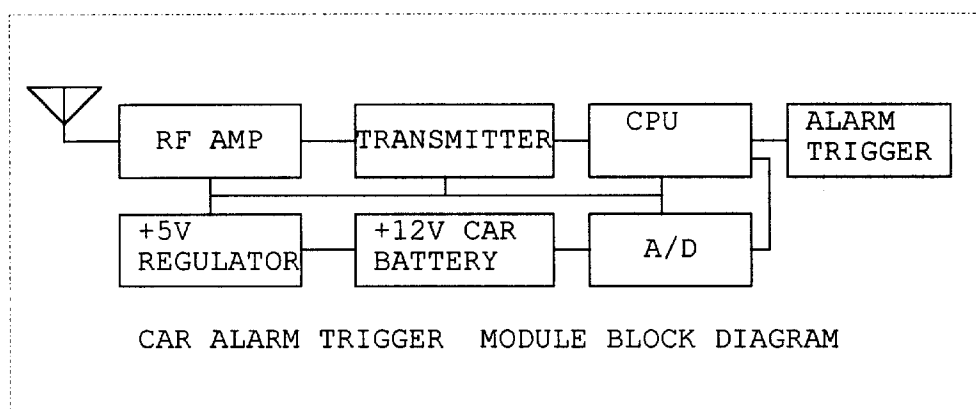 RF AMP
TRANSMITTER
CPU
ALARM
TRIGGER
+5V
REGULATOR
+12V CAR
BATTERY
A/D
CAR ALARM TRIGGER MODULE BLOCK DIAGRAM